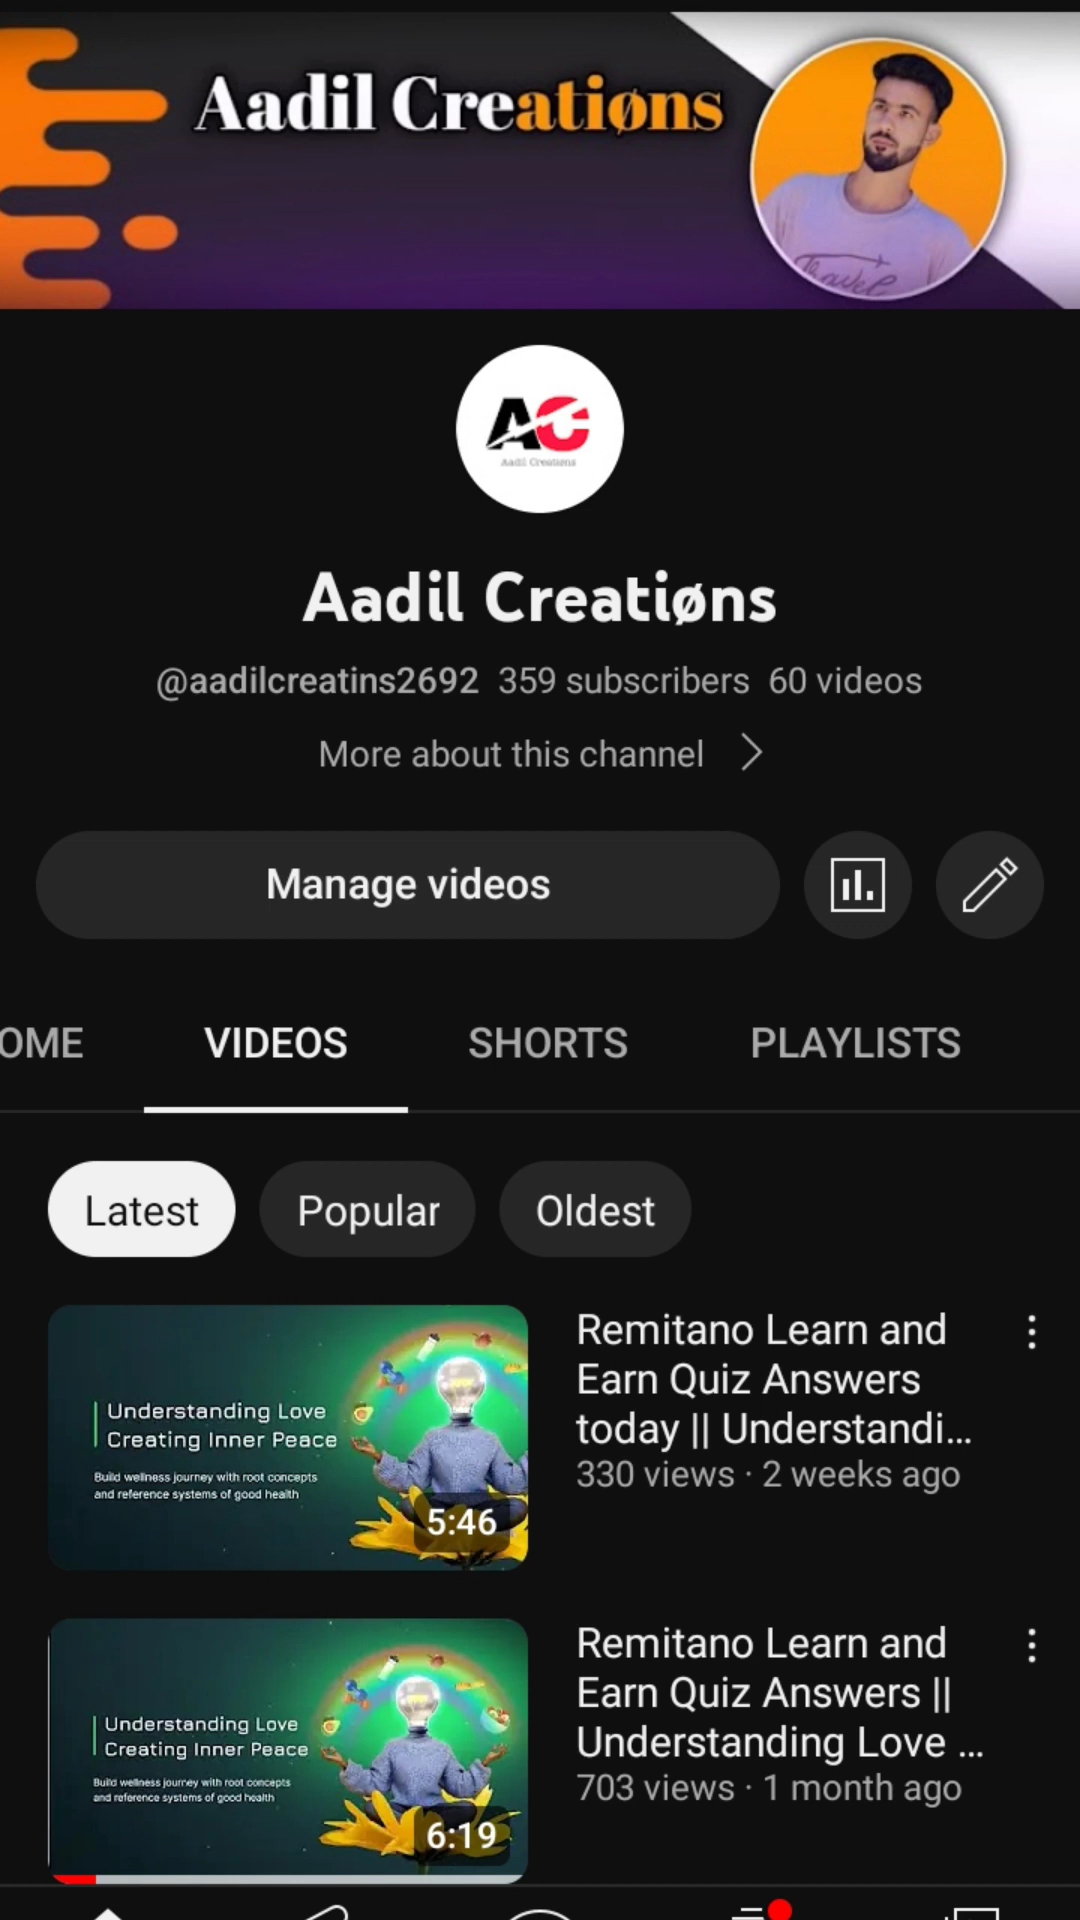 Aadil Creatiøns
Travel
AC
Aadil Creations
Aadil Creatiøns
@aadilcreatins2692 359 subscribers 60 videos
More about this channel
Manage videos
OME VIDEOS SHORTS PLAYLISTS
Latest Popular Oldest
Understanding Love
Creating Inner Peace
Build wellness journey with root concepts
and reference systems of good health
5:46
Remitano Learn and
Earn Quiz Answers
today || Understandi...
330 views · 2 weeks ago
Understanding Love
Creating Inner Peace
Build wellness journey with root concepts
and reference systems of good health
6:19
Remitano Learn and
Earn Quiz Answers ||
Understanding Love ...
703 views · 1 month ago